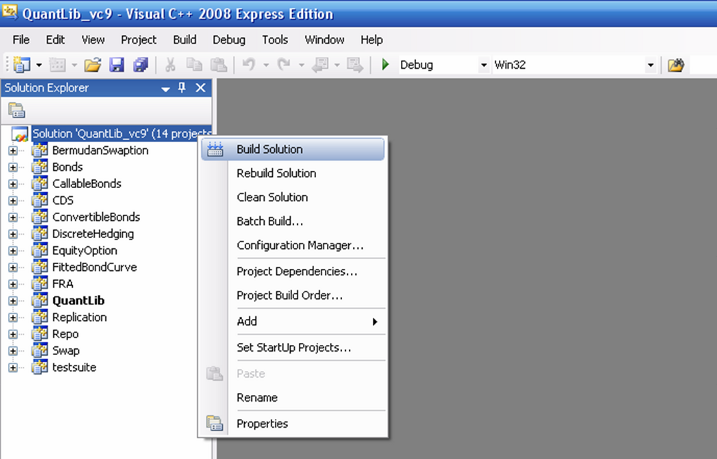 QuantLib_vc9 - Visual C++ 2008 Express Edition
File Edit View Project Build Debug Tools Window Help
Debug Win32
Solution Explorer
Solution 'QuantLib_vc9' (14 projects
BermudanSwaption
Bonds
CallableBonds
CDS
ConvertibleBonds
DiscreteHedging
EquityOption
FittedBondCurve
FRA
QuantLib
Replication
Repo
Swap
testsuite
Build Solution
Rebuild Solution
Clean Solution
Batch Build...
Configuration Manager...
Project Dependencies...
Project Build Order...
Add
Set StartUp Projects...
Paste
Rename
Properties